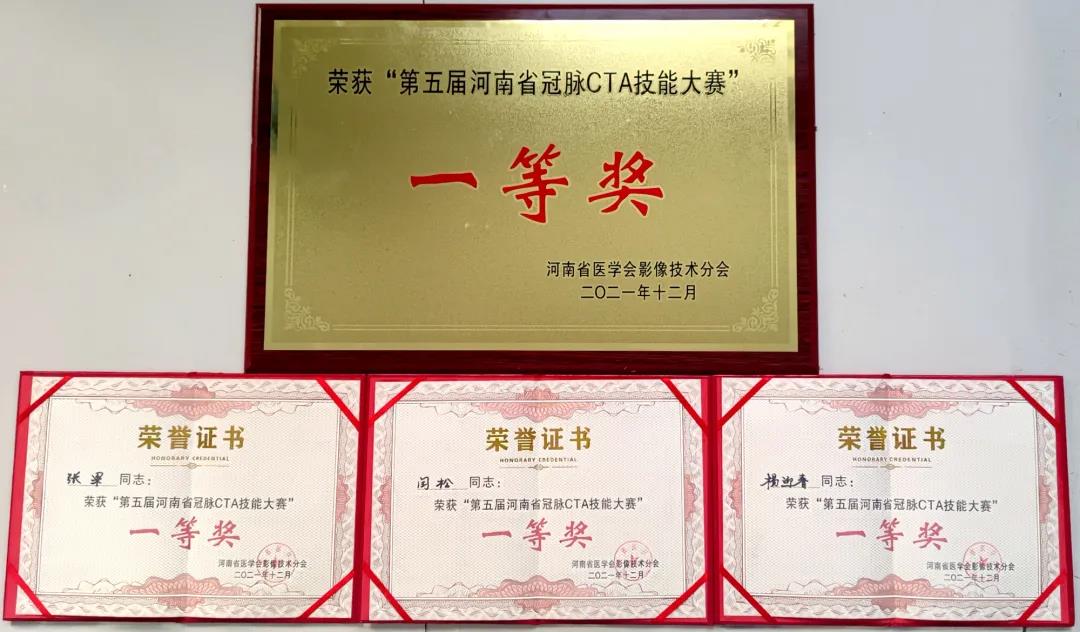 荣获“第五届河南省冠脉CTA技能大赛”
一等奖
河南省医学会影像技术分会
二〇二一年十二月
荣誉证书
HONORARY CREDENTIAL
张果 同志：
荣获“第五届河南省冠脉CTA技能大赛”
一等奖
河南省医学会影像技术分会
二〇二一年十二月
荣誉证书
HONORARY CREDENTIAL
闫松 同志：
荣获“第五届河南省冠脉CTA技能大赛”
一等奖
河南省医学会影像技术分会
二〇二一年十二月
荣誉证书
HONORARY CREDENTIAL
杨迎春 同志：
荣获“第五届河南省冠脉CTA技能大赛”
一等奖
河南省医学会影像技术分会
二〇二一年十二月